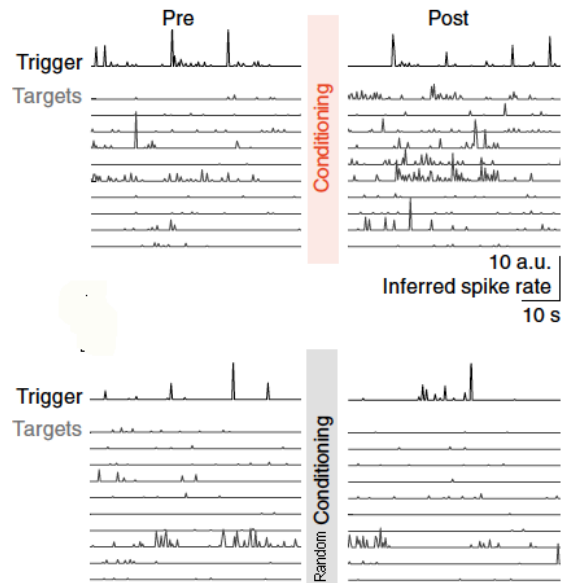 Pre
Post
Trigger
Targets
Conditioning
10 a.u.
Inferred spike rate
10 s
Trigger
Targets
Random Conditioning